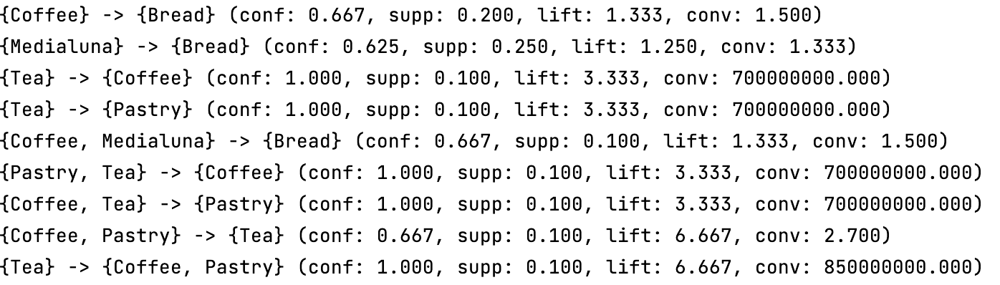 {Coffee} -> {Bread} (conf: 0.667, supp: 0.200, lift: 1.333, conv: 1.500)
{Medialuna} -> {Bread} (conf: 0.625, supp: 0.250, lift: 1.250, conv: 1.333)
{Tea} -> {Coffee} (conf: 1.000, supp: 0.100, lift: 3.333, conv: 700000000.000)
{Tea} -> {Pastry} (conf: 1.000, supp: 0.100, lift: 3.333, conv: 700000000.000)
{Coffee, Medialuna} -> {Bread} (conf: 0.667, supp: 0.100, lift: 1.333, conv: 1.500)
{Pastry, Tea} -> {Coffee} (conf: 1.000, supp: 0.100, lift: 3.333, conv: 700000000.000)
{Coffee, Tea} -> {Pastry} (conf: 1.000, supp: 0.100, lift: 3.333, conv: 700000000.000)
{Coffee, Pastry} -> {Tea} (conf: 0.667, supp: 0.100, lift: 6.667, conv: 2.700)
{Tea} -> {Coffee, Pastry} (conf: 1.000, supp: 0.100, lift: 6.667, conv: 850000000.000)